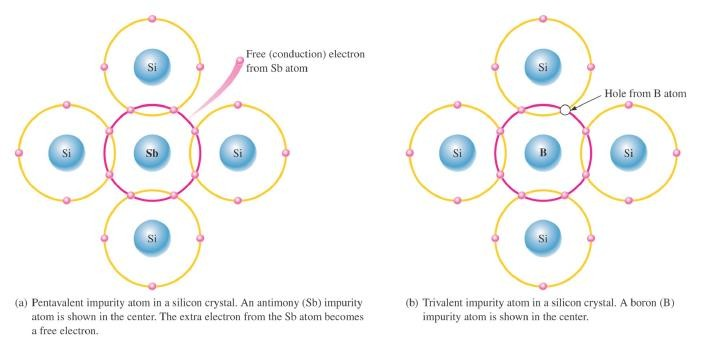 Si
Free (conduction) electron
from Sb atom
Si
Sb
Si
Si
(a) Pentavalent impurity atom in a silicon crystal. An antimony (Sb) impurity
atom is shown in the center. The extra electron from the Sb atom becomes
a free electron.
Si
Hole from B atom
Si
B
Si
Si
(b) Trivalent impurity atom in a silicon crystal. A boron (B)
impurity atom is shown in the center.